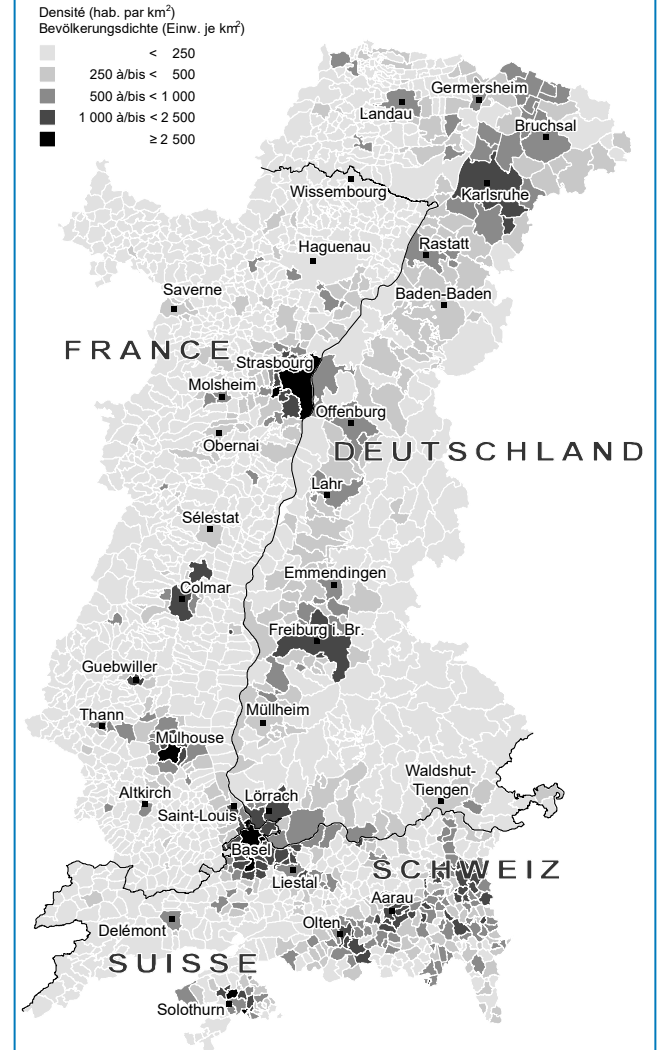 Densité (hab. par km²)
Bevölkerungsdichte (Einw. je km²)
< 250
250 à/bis < 500
500 à/bis < 1 000
1 000 à/bis < 2 500
≥ 2 500
Germersheim
Landau
Bruchsal
Wissembourg
Karlsruhe
Haguenau
Rastatt
Saverne
Baden-Baden
FRANCE
Strasbourg
Molsheim
Offenburg
Obernai
DEUTSCHLAND
Lahr
Sélestat
Emmendingen
Colmar
Freiburg i. Br.
Guebwiller
Thann
Müllheim
Mulhouse
Waldshut-
Tiengen
Altkirch
Lörrach
Saint-Louis
Basel
SCHWEIZ
Liestal
Aarau
Olten
Delémont
SUISSE
Solothurn